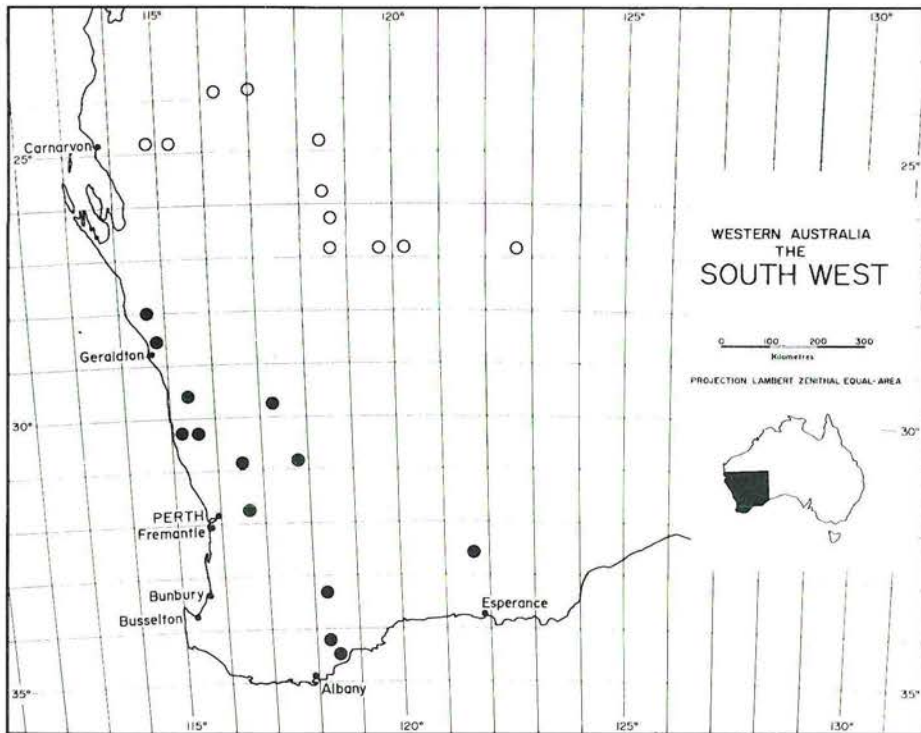 115° 120° 125° 130°
Carnarvon
25° 25°
WESTERN AUSTRALIA
THE
SOUTH WEST
0 100 200 300
Kilometres
PROJECTION LAMBERT ZENITHAL EQUAL-AREA
Geraldton
30° 30°
PERTH
Fremantle
Bunbury
Busselton
Esperance
Albany
35° 35°
115° 120° 125° 130°